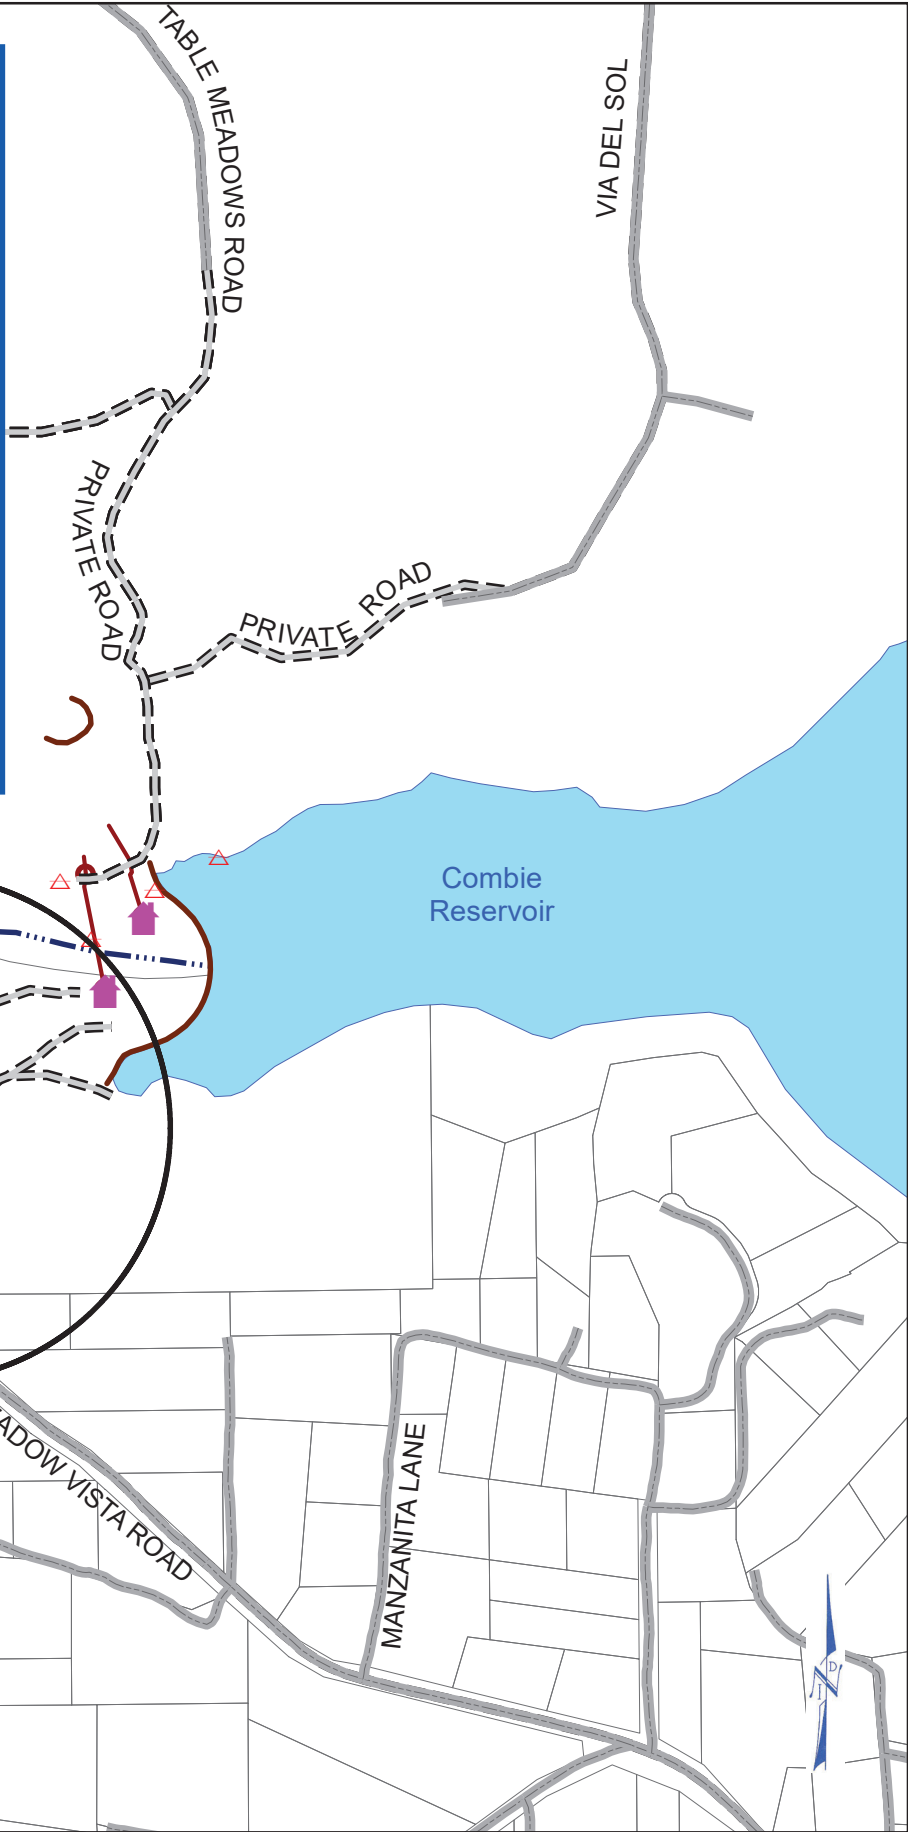 TABLE MEADOWS ROAD
VIA DEL SOL
PRIVATE ROAD
PRIVATE ROAD
Combie
Reservoir
ADOW VISTA ROAD
MANZANITA LANE
N
I
D